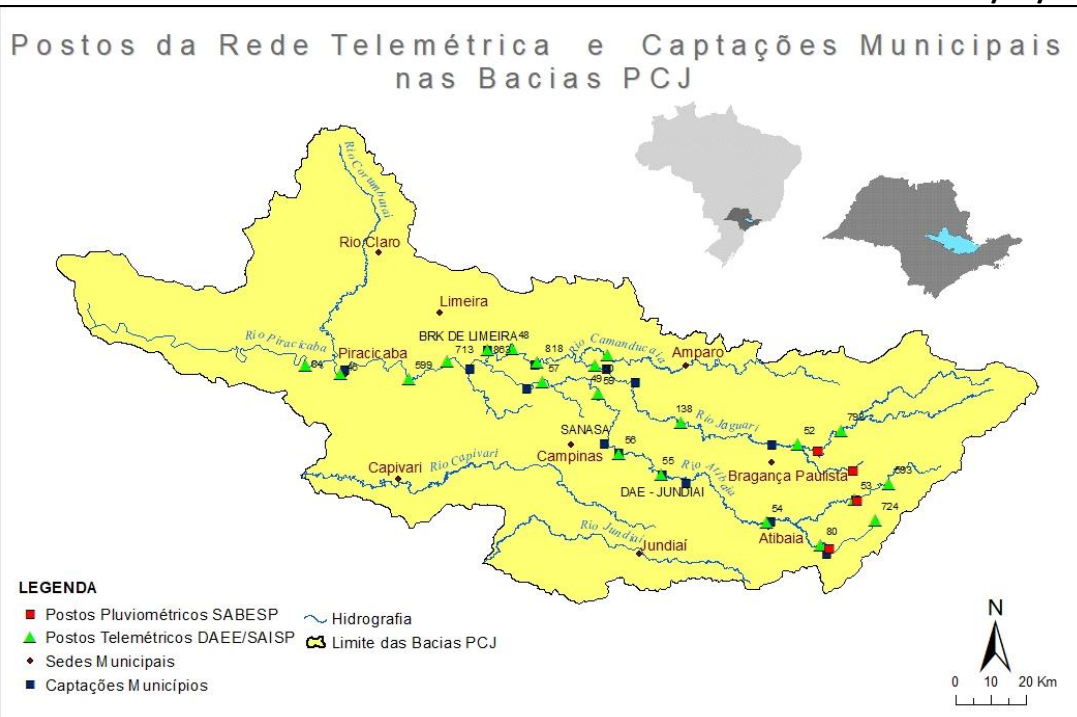 Postos da Rede Telemétrica e Captações Municipais
nas Bacias PCJ
Rio Corumbataí
Rio Claro
Limeira
BRK DE LIMEIRA
48
713
818
Rio Camanducaia
Rio Piracicaba
Piracicaba
Amparo
599
57
59
138
Rio Jaguari
52
SANASA
Campinas
56
Capivari
Rio Capivari
55
Rio Atibaia
Bragança Paulista
DAE - JUNDIAI
53
54
724
Rio Jundiaí
Jundiaí
Atibaia
80
LEGENDA
Postos Pluviométricos SABESP
Postos Telemétricos DAEE/SAISP
Sedes Municipais
Captações Municípios
Hidrografia
Limite das Bacias PCJ
N
0 10 20 Km